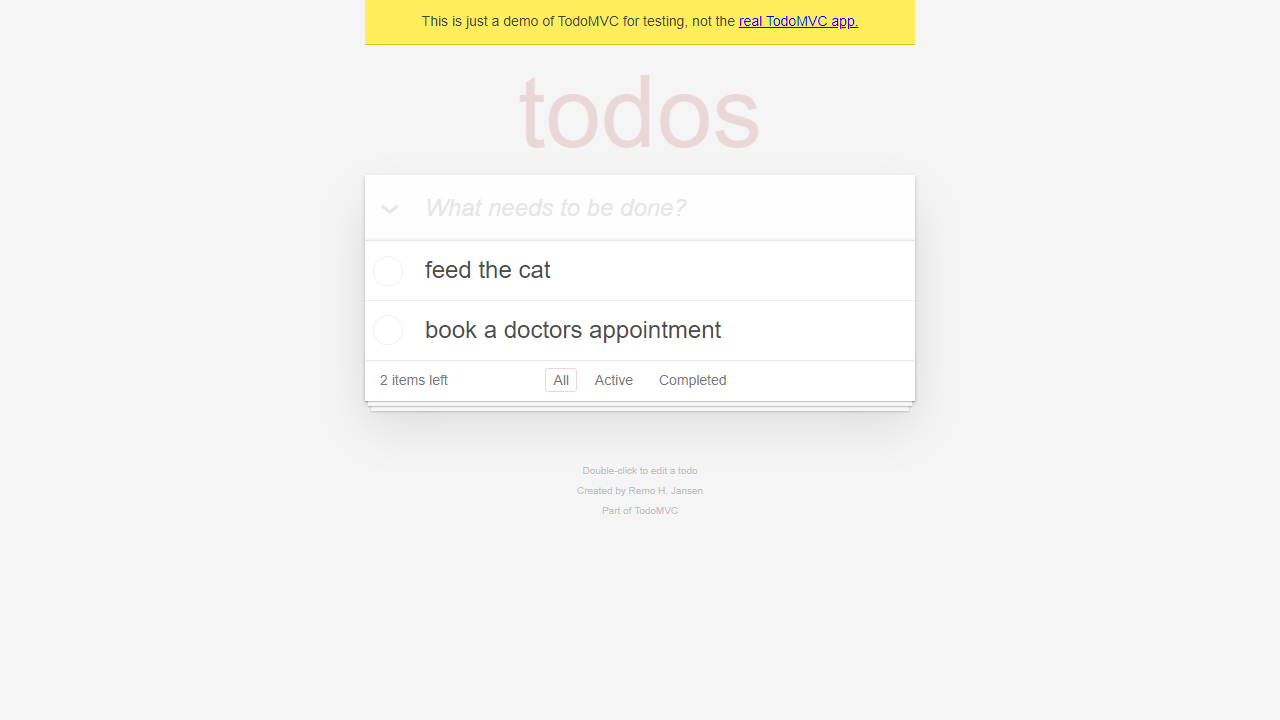 This is just a demo of TodoMVC for testing, not the real TodoMVC app.
todos
What needs to be done?
feed the cat
book a doctors appointment
2 items left All Active Completed
Double-click to edit a todo
Created by Remo H. Jansen
Part of TodoMVC